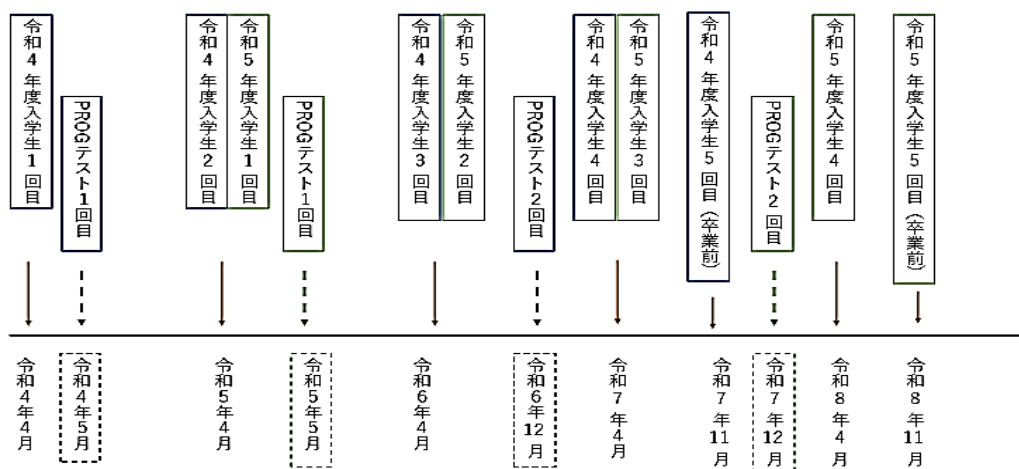 令和4年度入学生1回目
PROGテスト1回目
令和4年度入学生2回目
令和5年度入学生1回目
PROGテスト1回目
令和4年度入学生3回目
令和5年度入学生2回目
PROGテスト2回目
令和4年度入学生4回目
令和5年度入学生3回目
令和4年度入学生5回目(卒業前)
PROGテスト2回目
令和5年度入学生4回目
令和5年度入学生5回目(卒業前)
令和4年4月
令和4年5月
令和5年4月
令和5年5月
令和6年4月
令和6年12月
令和7年4月
令和7年11月
令和7年12月
令和8年4月
令和8年11月